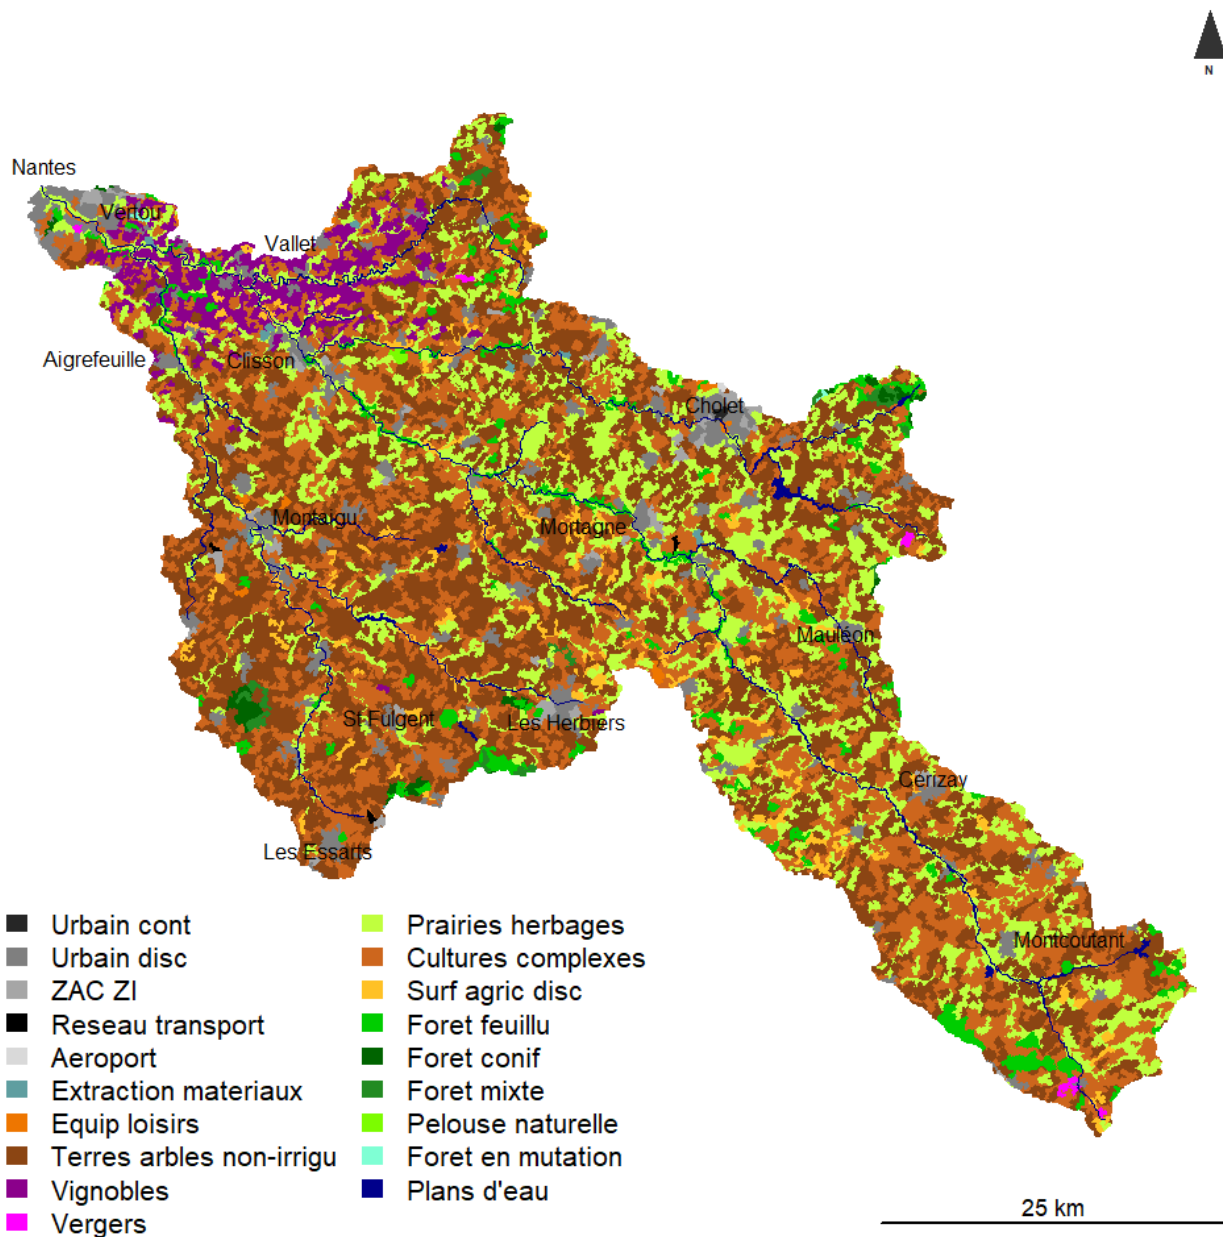 N
Nantes
Vertou
Vallet
Aigrefeuille
Clisson
Cholet
Montaigu
Mortagne
Mauléon
St Fulgent
Les Herbiers
Cerizay
Les Essarts
Montcoutant
Urbain cont
Urbain disc
ZAC ZI
Reseau transport
Aeroport
Extraction materiaux
Equip loisirs
Terres arbles non-irrigu
Vignobles
Vergers
Prairies herbages
Cultures complexes
Surf agric disc
Foret feuillu
Foret conif
Foret mixte
Pelouse naturelle
Foret en mutation
Plans d'eau
25 km